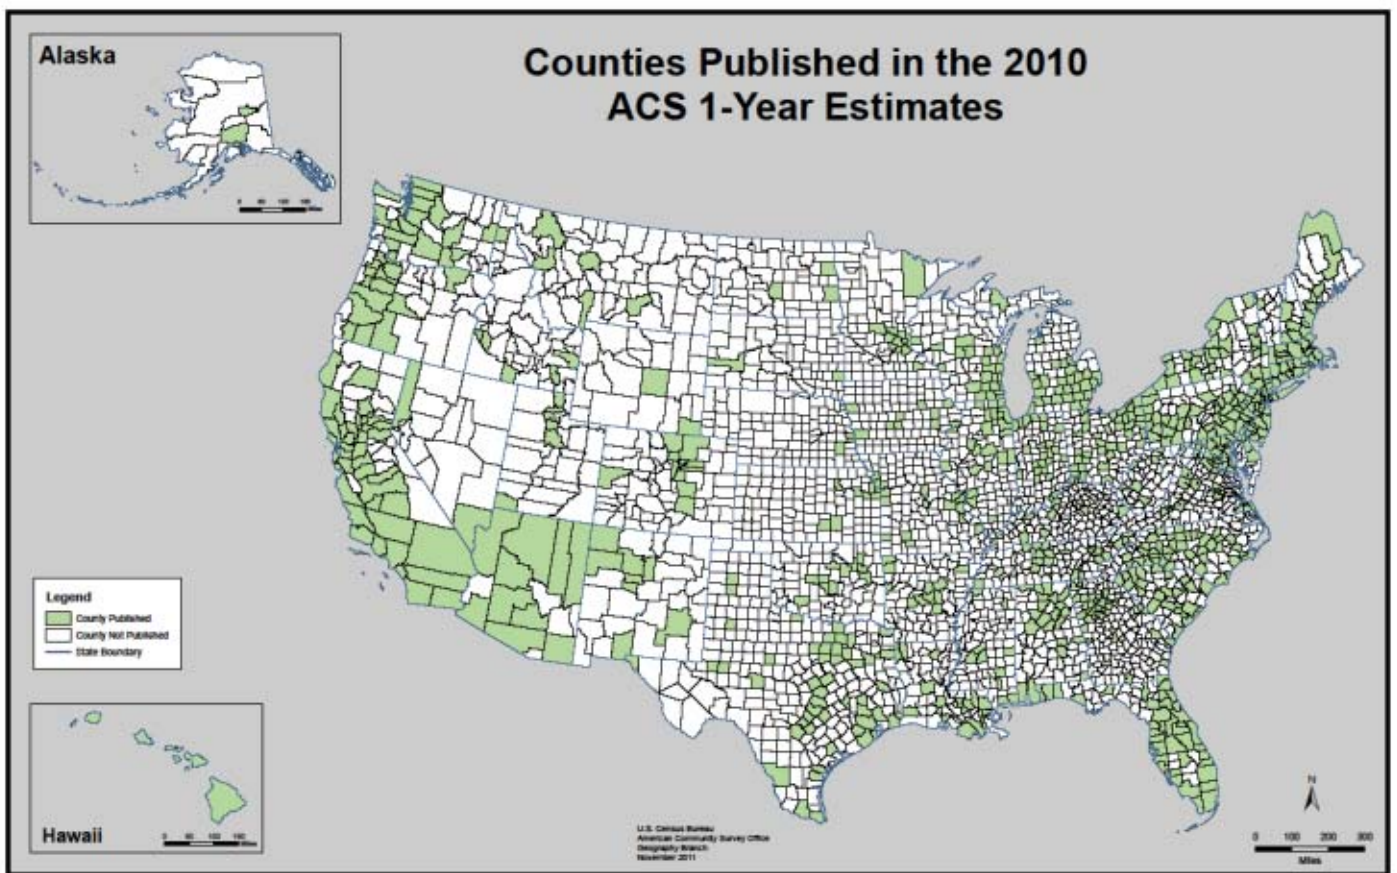 Alaska
Counties Published in the 2010
ACS 1-Year Estimates
Legend
County Published
County Not Published
State Boundary
Hawaii
U.S. Census Bureau
American Community Survey Office
Geography Branch
November 2011
N
0 100 200 300
Miles